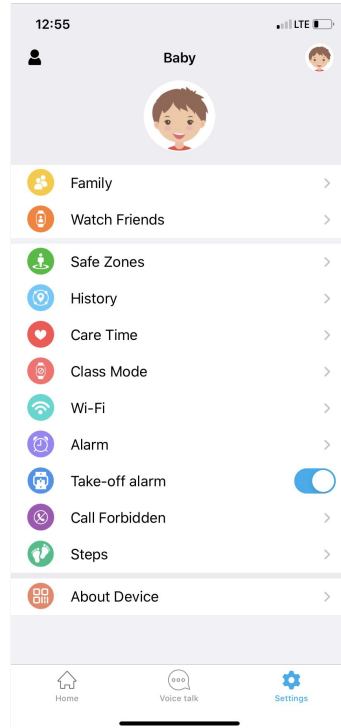 12:55
LTE
Baby
Family
Watch Friends
Safe Zones
History
Care Time
Class Mode
Wi-Fi
Alarm
Take-off alarm
Call Forbidden
Steps
About Device
Home
Voice talk
Settings